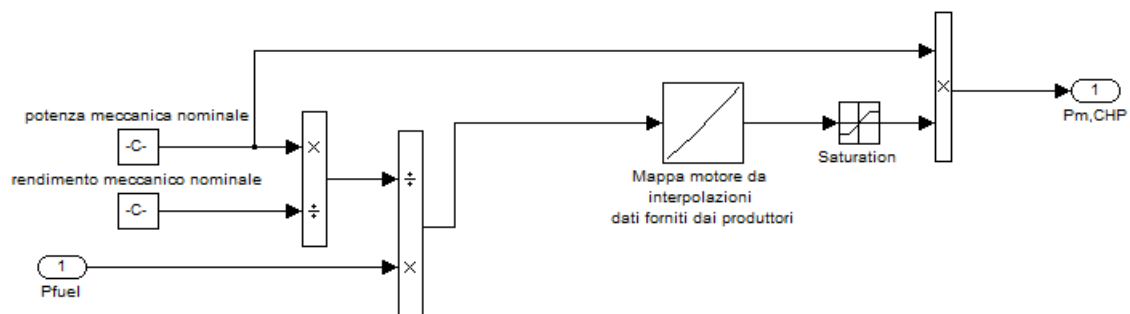 potenza meccanica nominale
-C-
rendimento meccanico nominale
-C-
1
Pfuel
×
÷
÷
×
Mappa motore da
interpolazioni
dati forniti dai produttori
Saturation
×
1
Pm,CHP